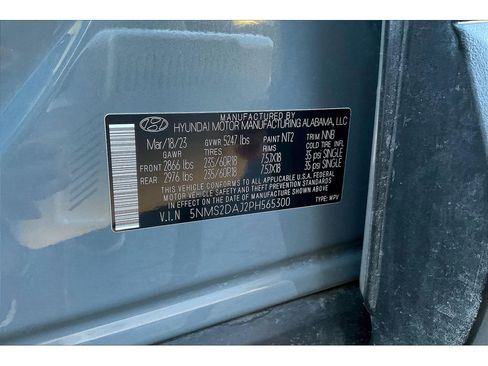 MANUFACTURED BY
HYUNDAI MOTOR MANUFACTURING ALABAMA, LLC
Mar/18/23 GVWR 5247 lbs PAINT NT2 TRIM NNB
GAWR TIRES RIMS COLD TIRE INFL.
FRONT 2866 lbs 235/60R18 7.5JX18 35 psi SINGLE
REAR 2976 lbs 235/60R18 7.5JX18 35 psi SINGLE
THIS VEHICLE CONFORMS TO ALL APPLICABLE U.S.A. FEDERAL
MOTOR VEHICLE SAFETY AND THEFT PREVENTION
STANDARDS IN EFFECT ON THE DATE OF MANUFACTURE SHOWN ABOVE.
V.I.N 5NMS2DAJ2PH565300 TYPE: MPV